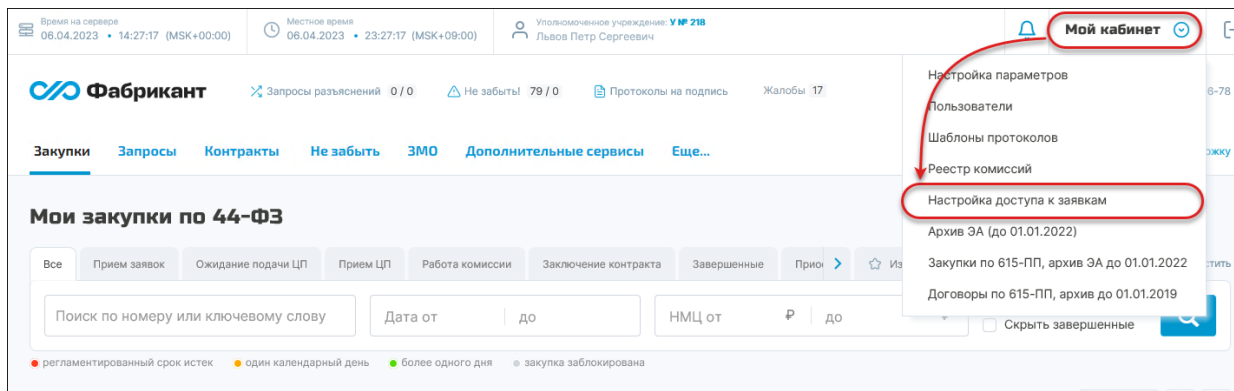 Время на сервере
06.04.2023 • 14:27:17 (MSK+00:00)
Местное время
06.04.2023 • 23:27:17 (MSK+09:00)
Уполномоченное учреждение: У № 218
Львов Петр Сергеевич
Мой кабинет
Фабрикант
Запросы разъяснений 0 / 0
Не забыть! 79 / 0
Протоколы на подпись
Жалобы 17
6-78
Закупки
Запросы
Контракты
Не забыть
ЗМО
Дополнительные сервисы
Еще...
Настройка параметров
Пользователи
Шаблоны протоколов
Реестр комиссий
Настройка доступа к заявкам
Архив ЭА (до 01.01.2022)
Закупки по 615-ПП, архив ЭА до 01.01.2022
Договоры по 615-ПП, архив до 01.01.2019
Мои закупки по 44-ФЗ
Все
Прием заявок
Ожидание подачи ЦП
Прием ЦП
Работа комиссии
Заключение контракта
Завершенные
Поиск по номеру или ключевому слову
Дата от
до
НМЦ от
₽
до
Скрыть завершенные
регламентированный срок истек
один календарный день
более одного дня
закупка заблокирована